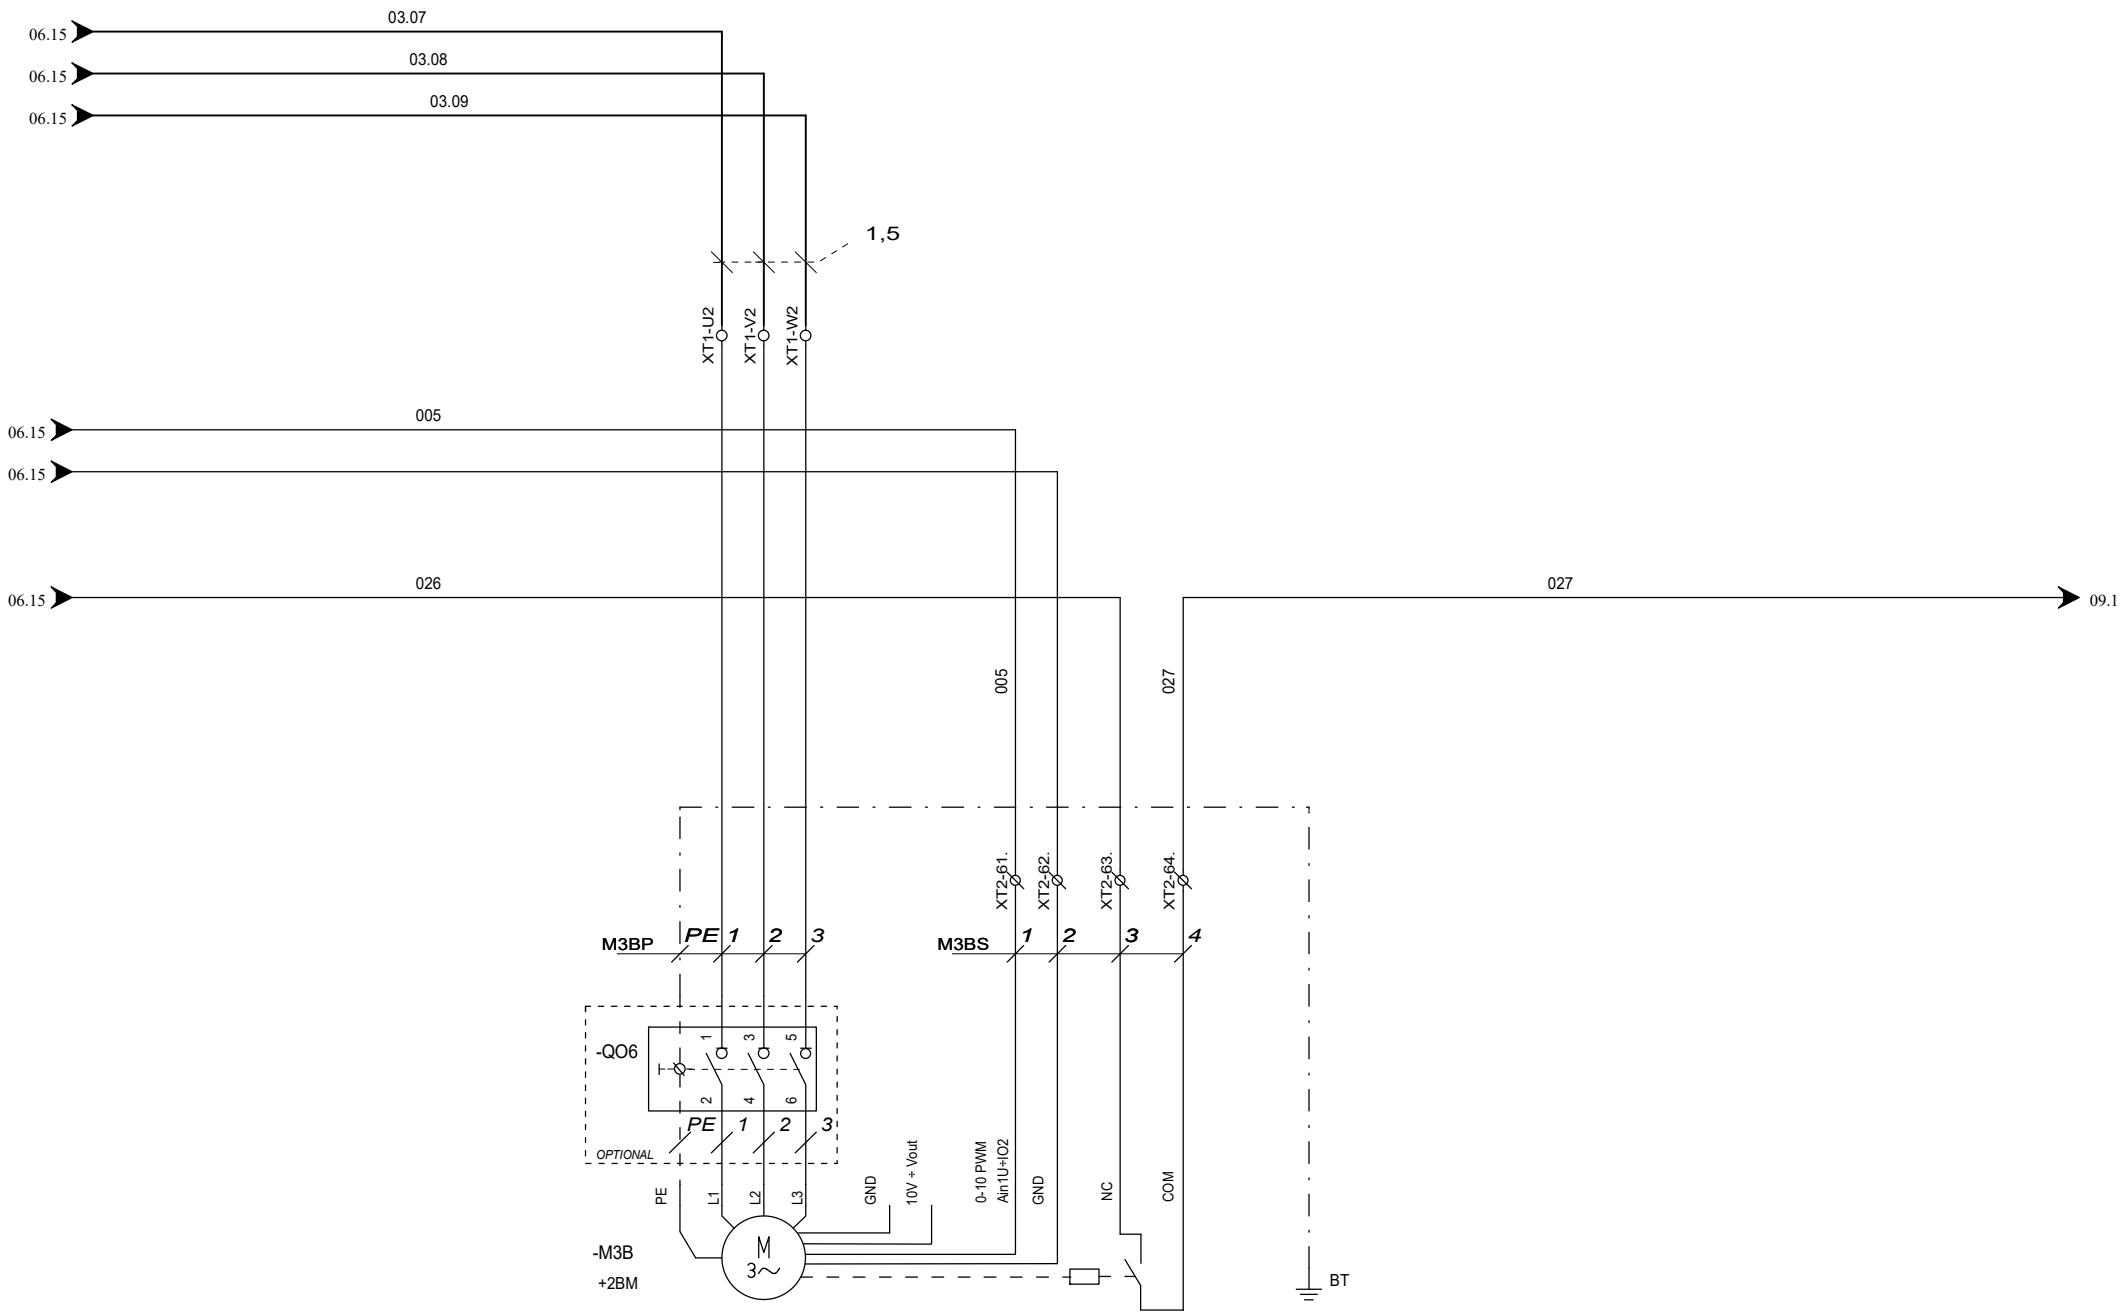 03.07
06.15
03.08
06.15
03.09
06.15
1,5
XT1-U2
XT1-V2
XT1-W2
005
06.15
06.15
026
06.15
027
09.1
005
027
XT2-61.
XT2-62.
XT2-63.
XT2-64.
M3BP PE 1 2 3
M3BS 1 2 3 4
-QO6
1 3 5
2 4 6
PE 1 2 3
OPTIONAL
PE
L1
L2
L3
GND
10V ÷ Vout
0-10 PWM
Ain1U÷IO2
GND
NC
COM
M
3~
-M3B
+2BM
BT